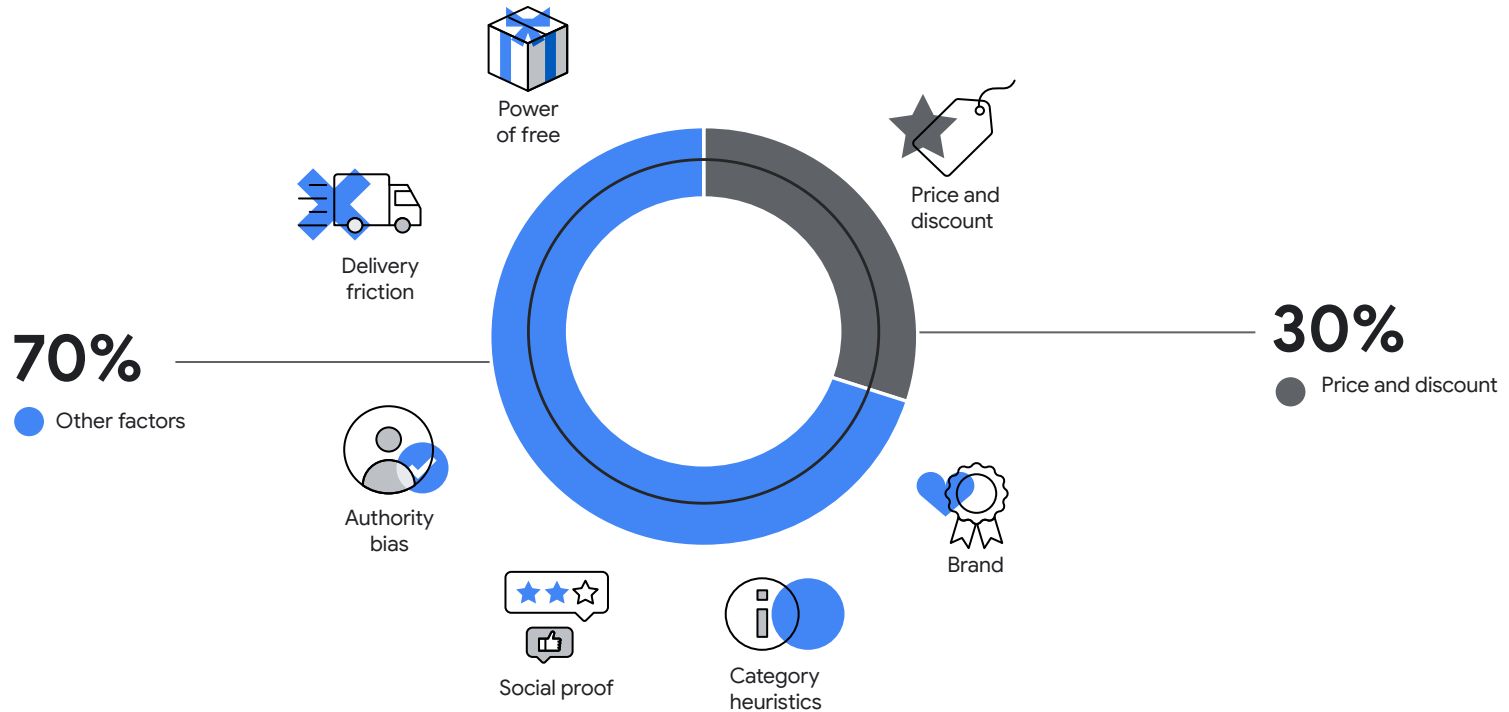 Power
of free
Price and
discount
Delivery
friction
70%
Other factors
30%
Price and discount
Authority
bias
Brand
Social proof
Category
heuristics